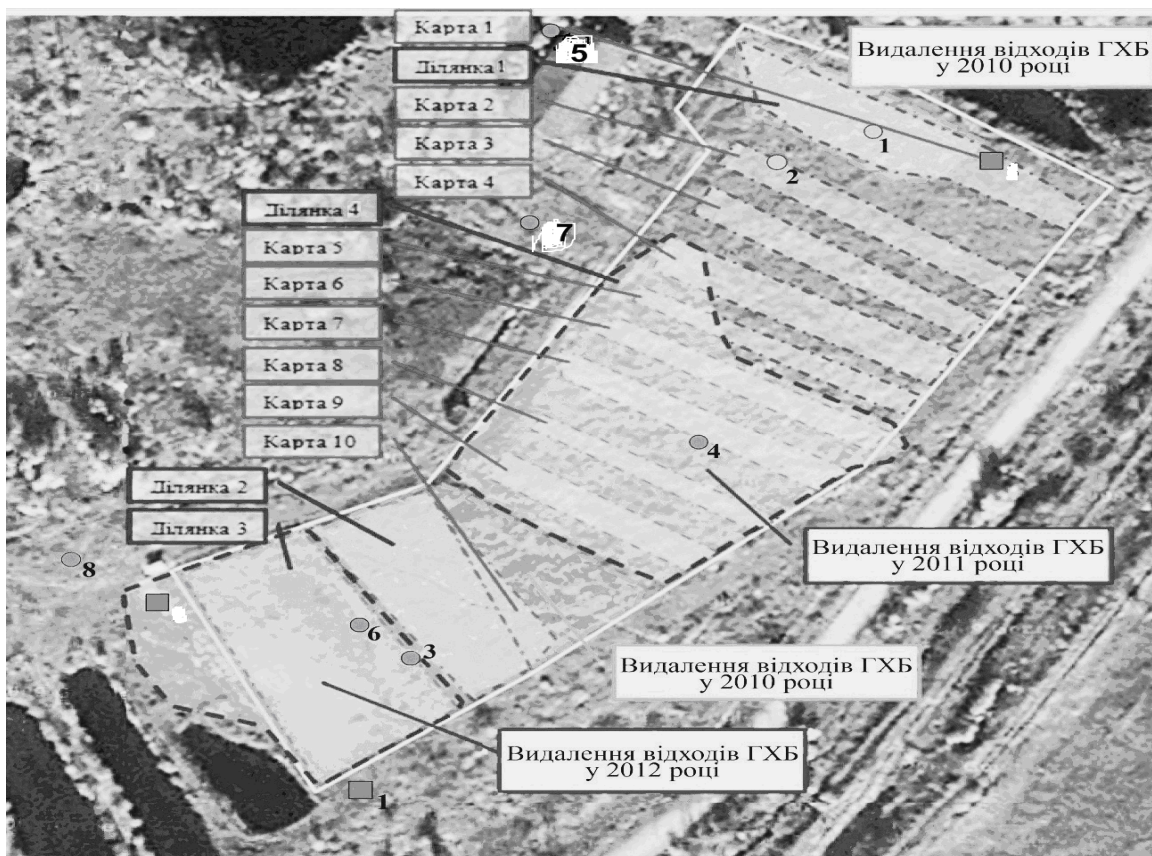 Карта 1
Ділянка 1
Карта 2
Карта 3
Карта 4
Ділянка 4
Карта 5
Карта 6
Карта 7
Карта 8
Карта 9
Карта 10
Ділянка 2
Ділянка 3
5
7
Видалення відходів ГХБ
у 2010 році
1
2
4
8
6
3
1
Видалення відходів ГХБ
у 2011 році
Видалення відходів ГХБ
у 2010 році
Видалення відходів ГХБ
у 2012 році